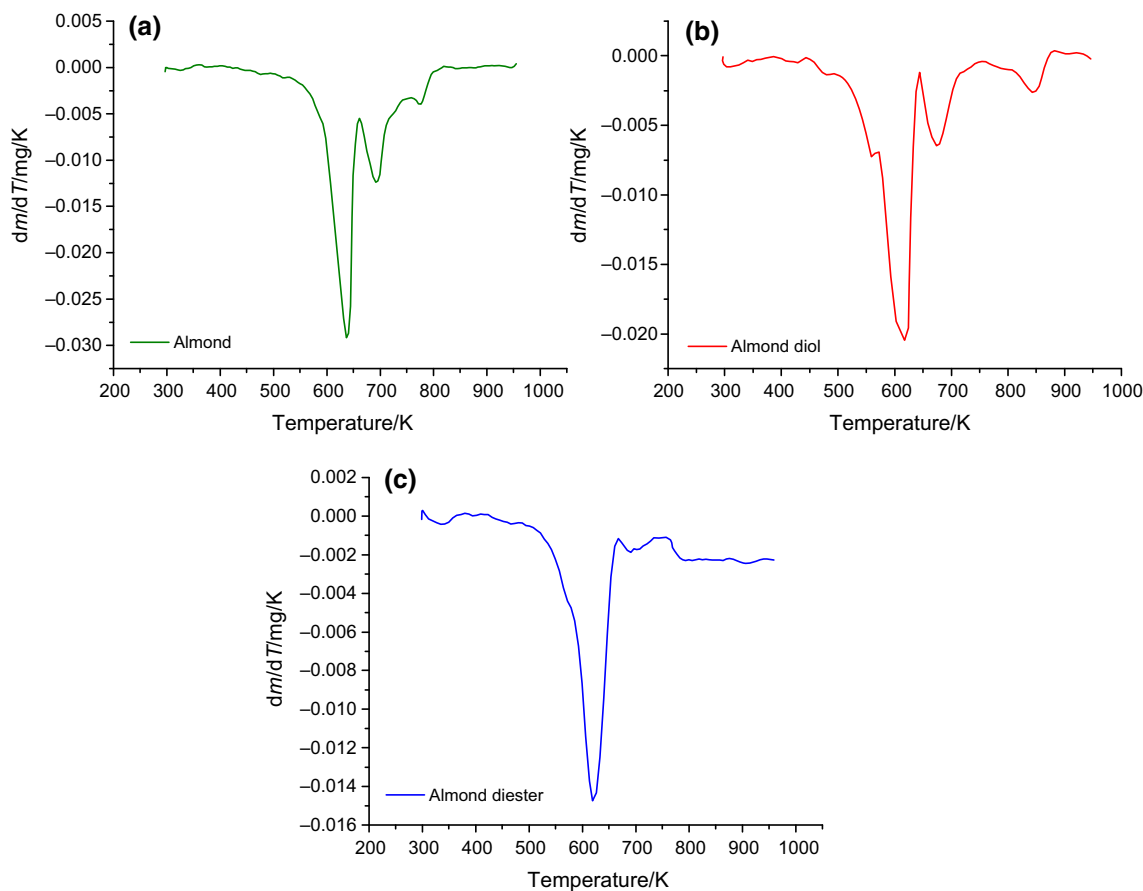 (a)
0.005
0.000
–0.005
–0.010
–0.015
–0.020
–0.025
–0.030
dm/dT/mg/K
Almond
200 300 400 500 600 700 800 900 1000
Temperature/K
(b)
0.000
–0.005
–0.010
–0.015
–0.020
dm/dT/mg/K
Almond diol
200 300 400 500 600 700 800 900 1000
Temperature/K
(c)
0.002
0.000
–0.002
–0.004
–0.006
–0.008
–0.010
–0.012
–0.014
–0.016
dm/dT/mg/K
Almond diester
200 300 400 500 600 700 800 900 1000
Temperature/K